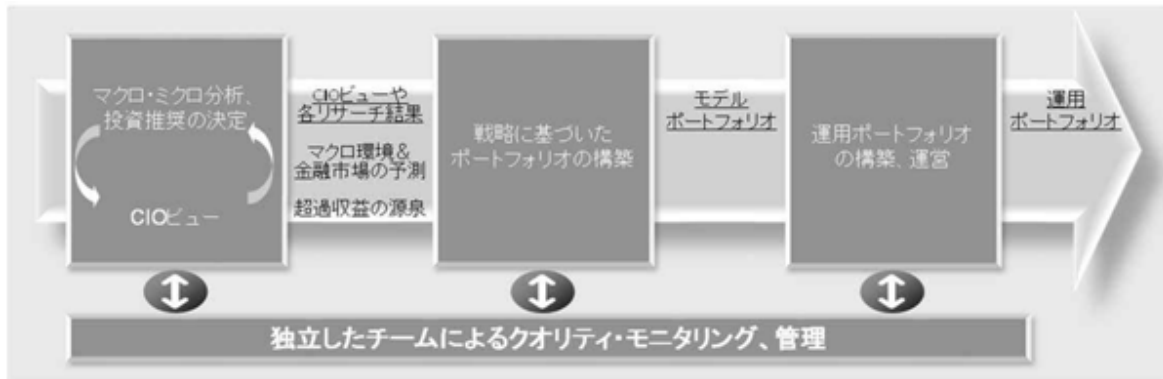 マクロ・ミクロ分析、
投資推奨の決定
CIOビュー
CIOビューや
各リサーチ結果
マクロ環境&
金融市場の予測
超過収益の源泉
戦略に基づいた
ポートフォリオの構築
モデル
ポートフォリオ
運用ポートフォリオ
の構築、運営
運用
ポートフォリオ
独立したチームによるクオリティ・モニタリング、管理